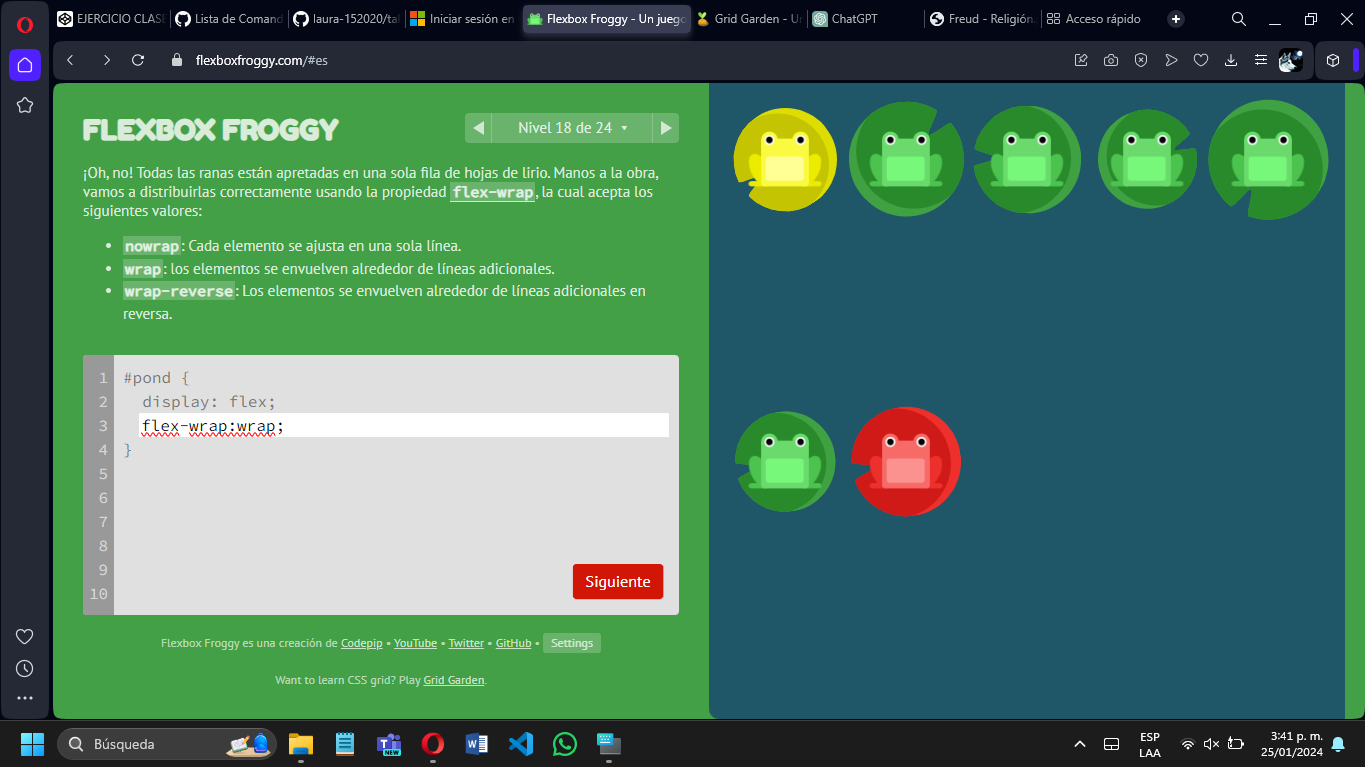 EJERCICIO CLASE
Lista de Comand
laura-152020/tal
Iniciar sesión en
Flexbox Froggy - Un juego
Grid Garden - Un
ChatGPT
Freud - Religión.
Acceso rápido
flexboxfroggy.com/#es
FLEXBOX FROGGY
Nivel 18 de 24
¡Oh, no! Todas las ranas están apretadas en una sola fila de hojas de lirio. Manos a la obra,
vamos a distribuirlas correctamente usando la propiedad flex-wrap, la cual acepta los
siguientes valores:
• nowrap: Cada elemento se ajusta en una sola línea.
• wrap: los elementos se envuelven alrededor de líneas adicionales.
• wrap-reverse: Los elementos se envuelven alrededor de líneas adicionales en
reversa.
1 #pond {
2 display: flex;
3 flex-wrap:wrap;
4 }
5
6
7
8
9
10
Siguiente
Flexbox Froggy es una creación de Codepip • YouTube • Twitter • GitHub • Settings
Want to learn CSS grid? Play Grid Garden.
Búsqueda
NEW
ESP
LAA
3:41 p. m.
25/01/2024